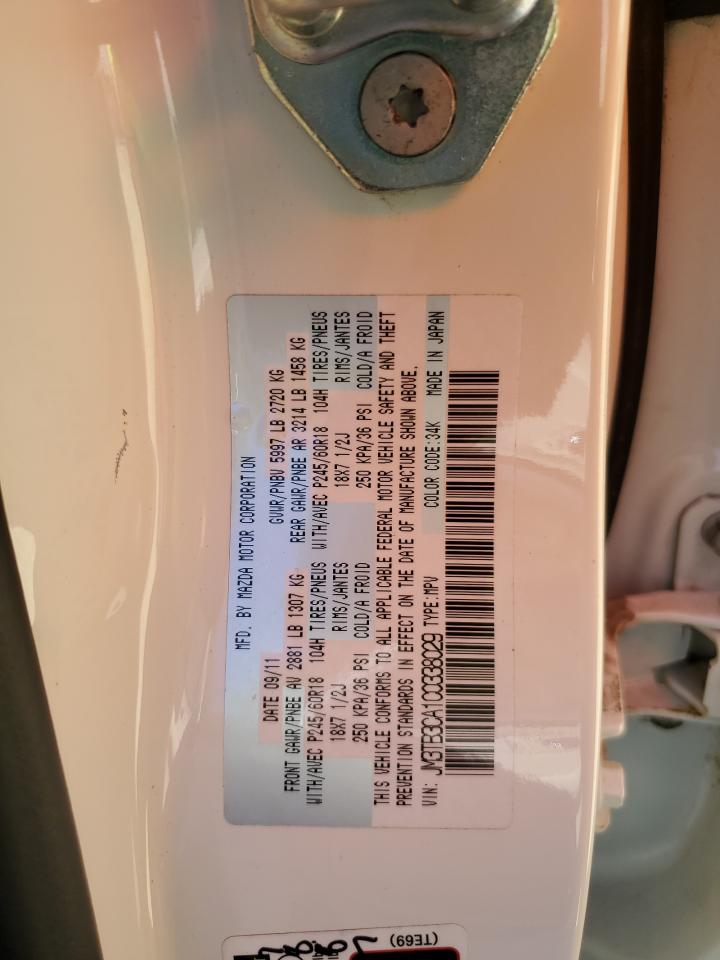 MFD. BY MAZDA MOTOR CORPORATION
DATE 09/11 GVWR/PNBV 5997 LB 2720 KG
FRONT GAWR/PNBE AV 2881 LB 1307 KG REAR GAWR/PNBE AR 3214 LB 1458 KG
WITH/AVEC P245/60R18 104H TIRES/PNEUS WITH/AVEC P245/60R18 104H TIRES/PNEUS
18X7 1/2J RIMS/JANTES 18X7 1/2J RIMS/JANTES
250 KPA/36 PSI COLD/A FROID 250 KPA/36 PSI COLD/A FROID
THIS VEHICLE CONFORMS TO ALL APPLICABLE FEDERAL MOTOR VEHICLE SAFETY AND THEFT
PREVENTION STANDARDS IN EFFECT ON THE DATE OF MANUFACTURE SHOWN ABOVE.
VIN: JM3TB3CA1C0338029 TYPE:MPV COLOR CODE:34K MADE IN JAPAN
(TE69)